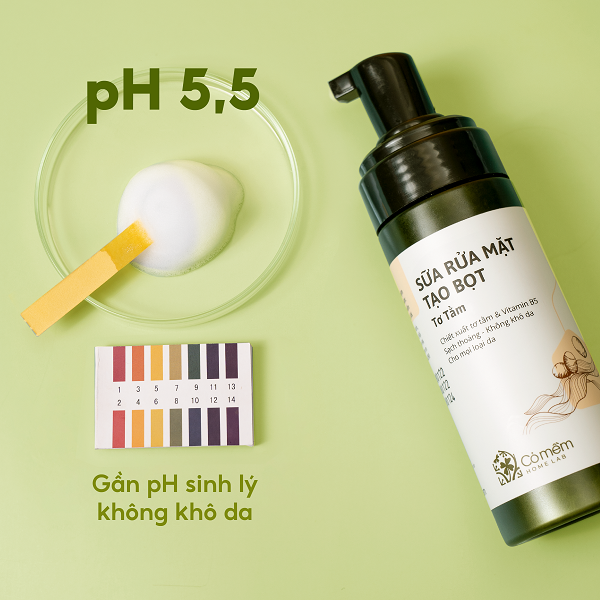 pH 5,5
SỮA RỬA MẶT
TẠO BỌT
Tơ Tằm
Chiết xuất tơ tằm & Vitamin B5
Sạch thoáng - Không khô da
Cho mọi loại da
Cỏ mềm
HOME LAB
1 3 5 7 9 11 13
2 4 6 8 10 12 14
Gần pH sinh lý
không khô da